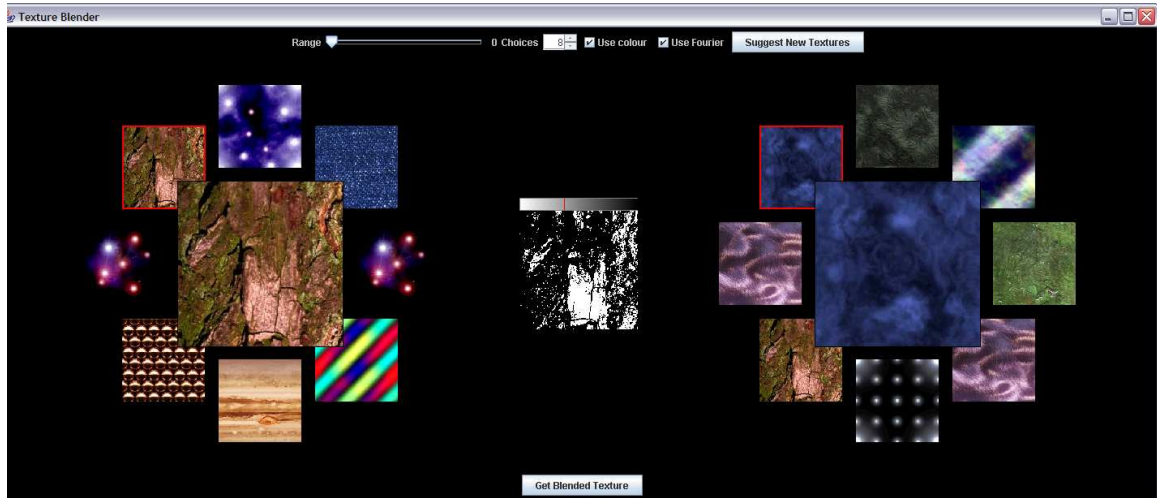 Texture Blender
Range 0 Choices 8 Use colour Use Fourier Suggest New Textures
Get Blended Texture